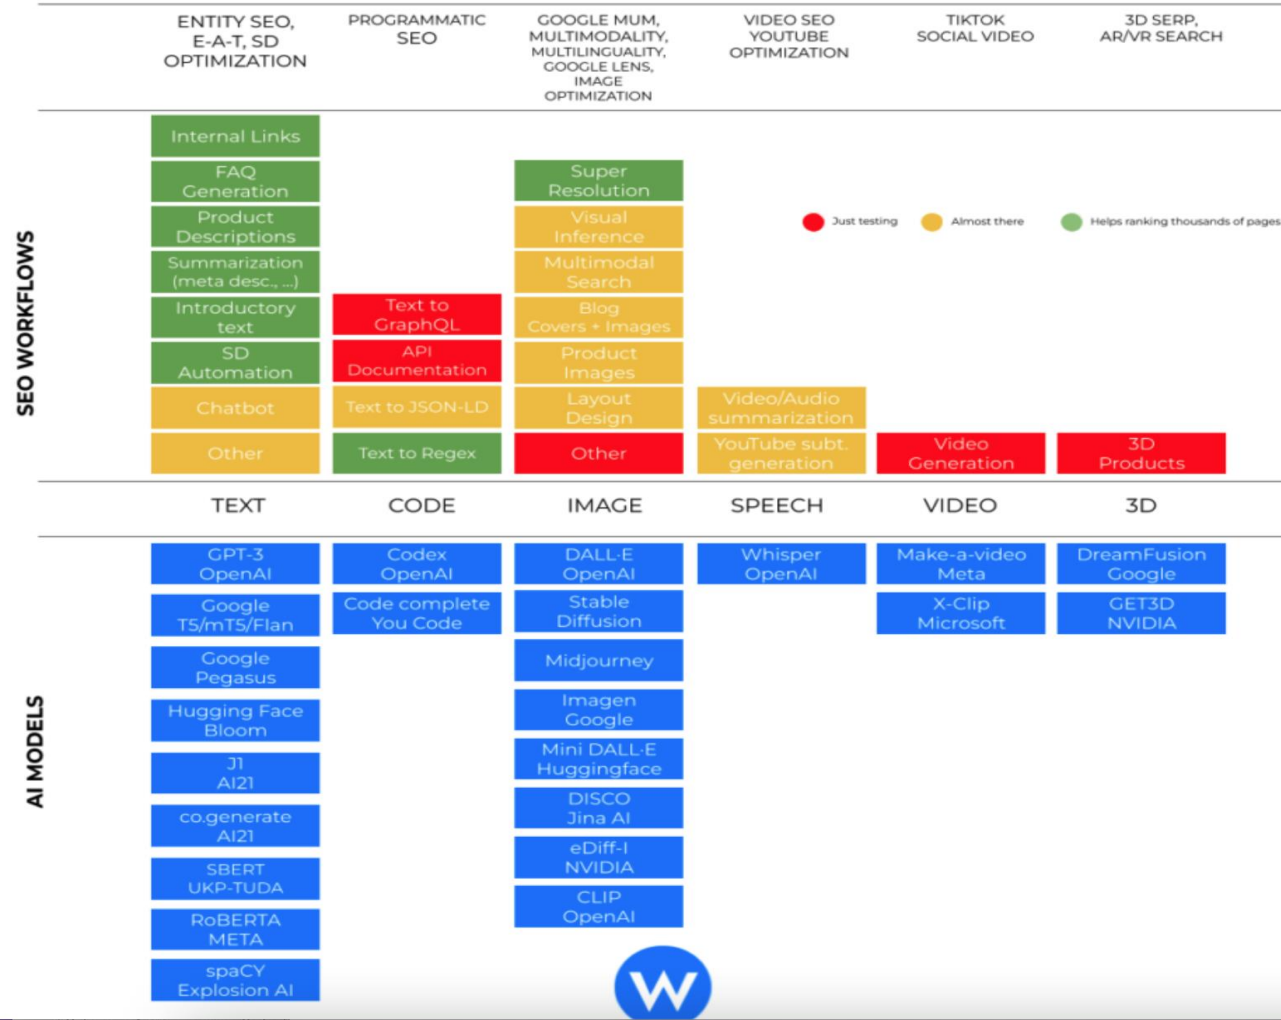 ENTITY SEO,
E-A-T, SD
OPTIMIZATION
PROGRAMMATIC
SEO
GOOGLE MUM,
MULTIMODALITY,
MULTILINGUALITY,
GOOGLE LENS,
IMAGE
OPTIMIZATION
VIDEO SEO
YOUTUBE
OPTIMIZATION
TIKTOK
SOCIAL VIDEO
3D SERP,
AR/VR SEARCH
SEO WORKFLOWS
Internal Links
FAQ
Generation
Product
Descriptions
Summarization
(meta desc., ...)
Introductory
text
SD
Automation
Chatbot
Other
Text to
GraphQL
API
Documentation
Text to JSON-LD
Text to Regex
Super
Resolution
Visual
Inference
Multimodal
Search
Blog
Covers + Images
Product
Images
Layout
Design
Other
Video/Audio
summarization
YouTube subt.
generation
Video
Generation
3D
Products
Just testing
Almost there
Helps ranking thousands of pages
TEXT
CODE
IMAGE
SPEECH
VIDEO
3D
AI MODELS
GPT-3
OpenAI
Google
T5/mT5/Flan
Google
Pegasus
Hugging Face
Bloom
J1
AI21
co.generate
AI21
SBERT
UKP-TUDA
RoBERTA
META
spaCY
Explosion AI
Codex
OpenAI
Code complete
You Code
DALL·E
OpenAI
Stable
Diffusion
Midjourney
Imagen
Google
Mini DALL·E
Huggingface
DISCO
Jina AI
eDiff-I
NVIDIA
CLIP
OpenAI
Whisper
OpenAI
Make-a-video
Meta
X-Clip
Microsoft
DreamFusion
Google
GET3D
NVIDIA
W